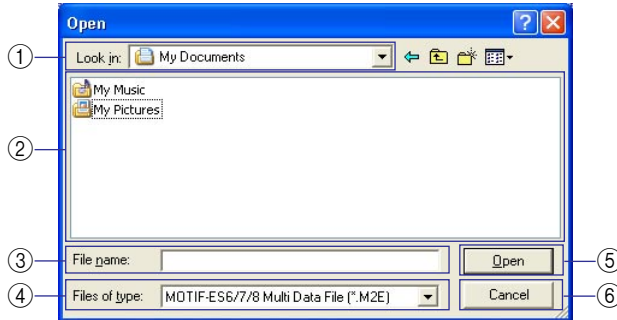 Open
① Look in: My Documents
② My Music
My Pictures
③ File name: Open ⑤
④ Files of type: MOTIF-ES6/7/8 Multi Data File (*.M2E) Cancel ⑥